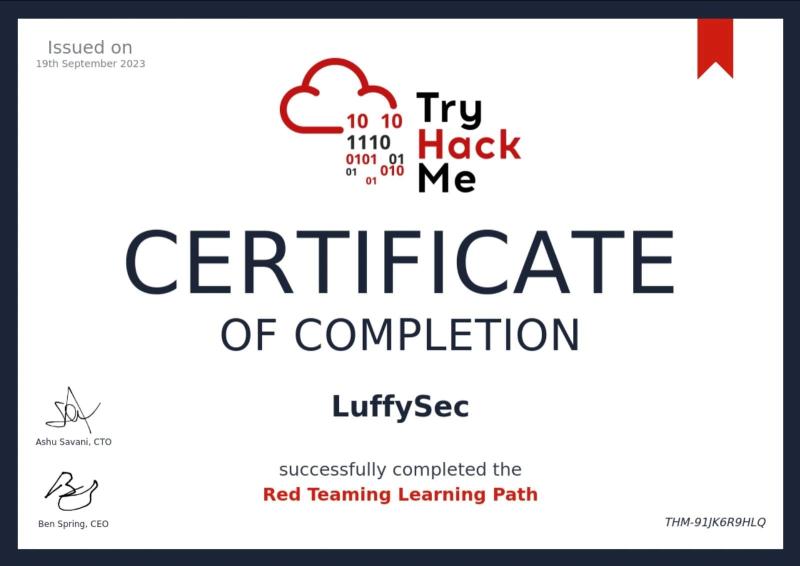 Issued on
19th September 2023
10 10
1110
0101 01
01 010
01
Try
Hack
Me
CERTIFICATE
OF COMPLETION
LuffySec
Ashu Savani, CTO
successfully completed the
Red Teaming Learning Path
Ben Spring, CEO
THM-91JK6R9HLQ